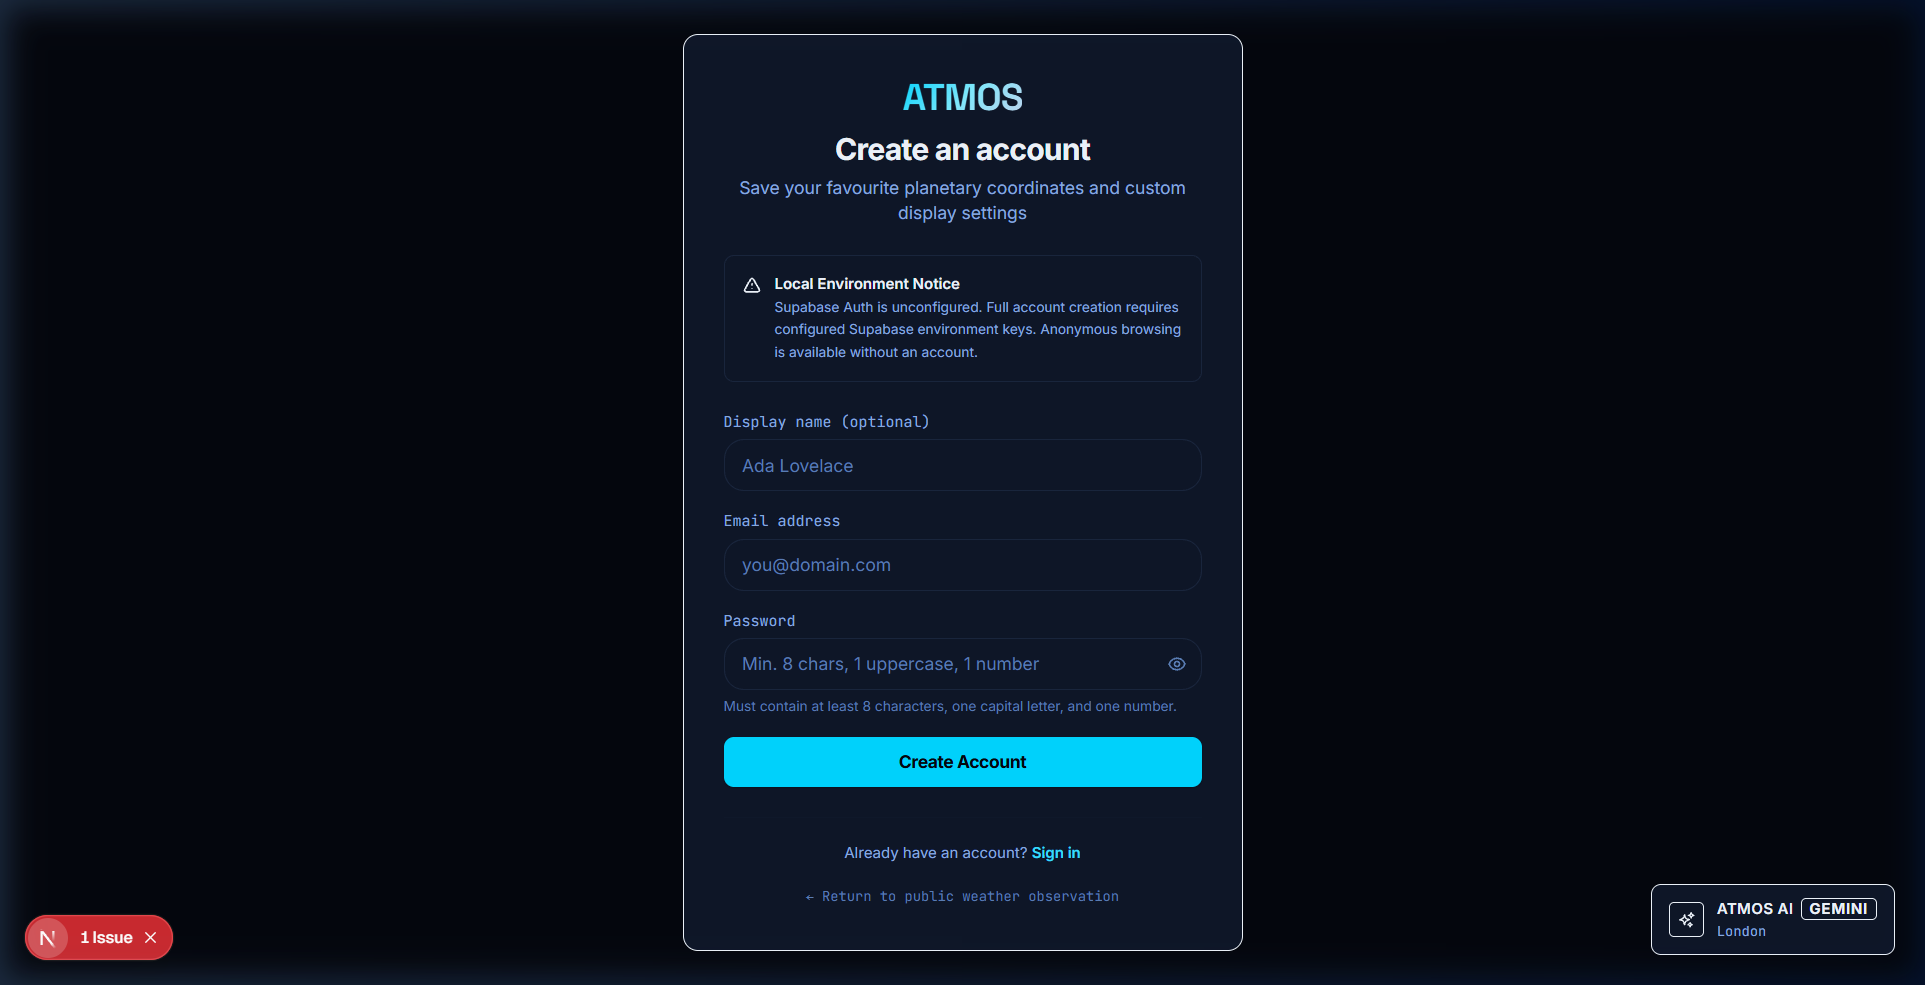 ATMOS
Create an account
Save your favourite planetary coordinates and custom
display settings
Local Environment Notice
Supabase Auth is unconfigured. Full account creation requires
configured Supabase environment keys. Anonymous browsing
is available without an account.
Display name (optional)
Ada Lovelace
Email address
you@domain.com
Password
Min. 8 chars, 1 uppercase, 1 number
Must contain at least 8 characters, one capital letter, and one number.
Create Account
Already have an account? Sign in
← Return to public weather observation
N 1 Issue
ATMOS AI GEMINI
London